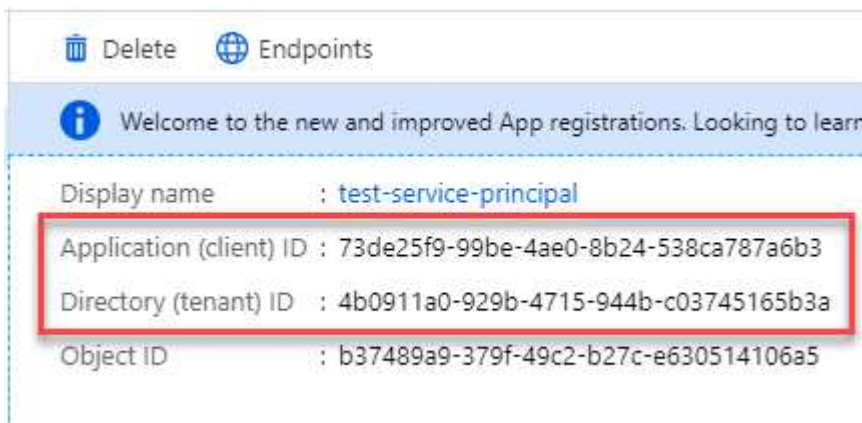 Delete Endpoints
Welcome to the new and improved App registrations. Looking to learn
Display name : test-service-principal
Application (client) ID : 73de25f9-99be-4ae0-8b24-538ca787a6b3
Directory (tenant) ID : 4b0911a0-929b-4715-944b-c03745165b3a
Object ID : b37489a9-379f-49c2-b27c-e630514106a5